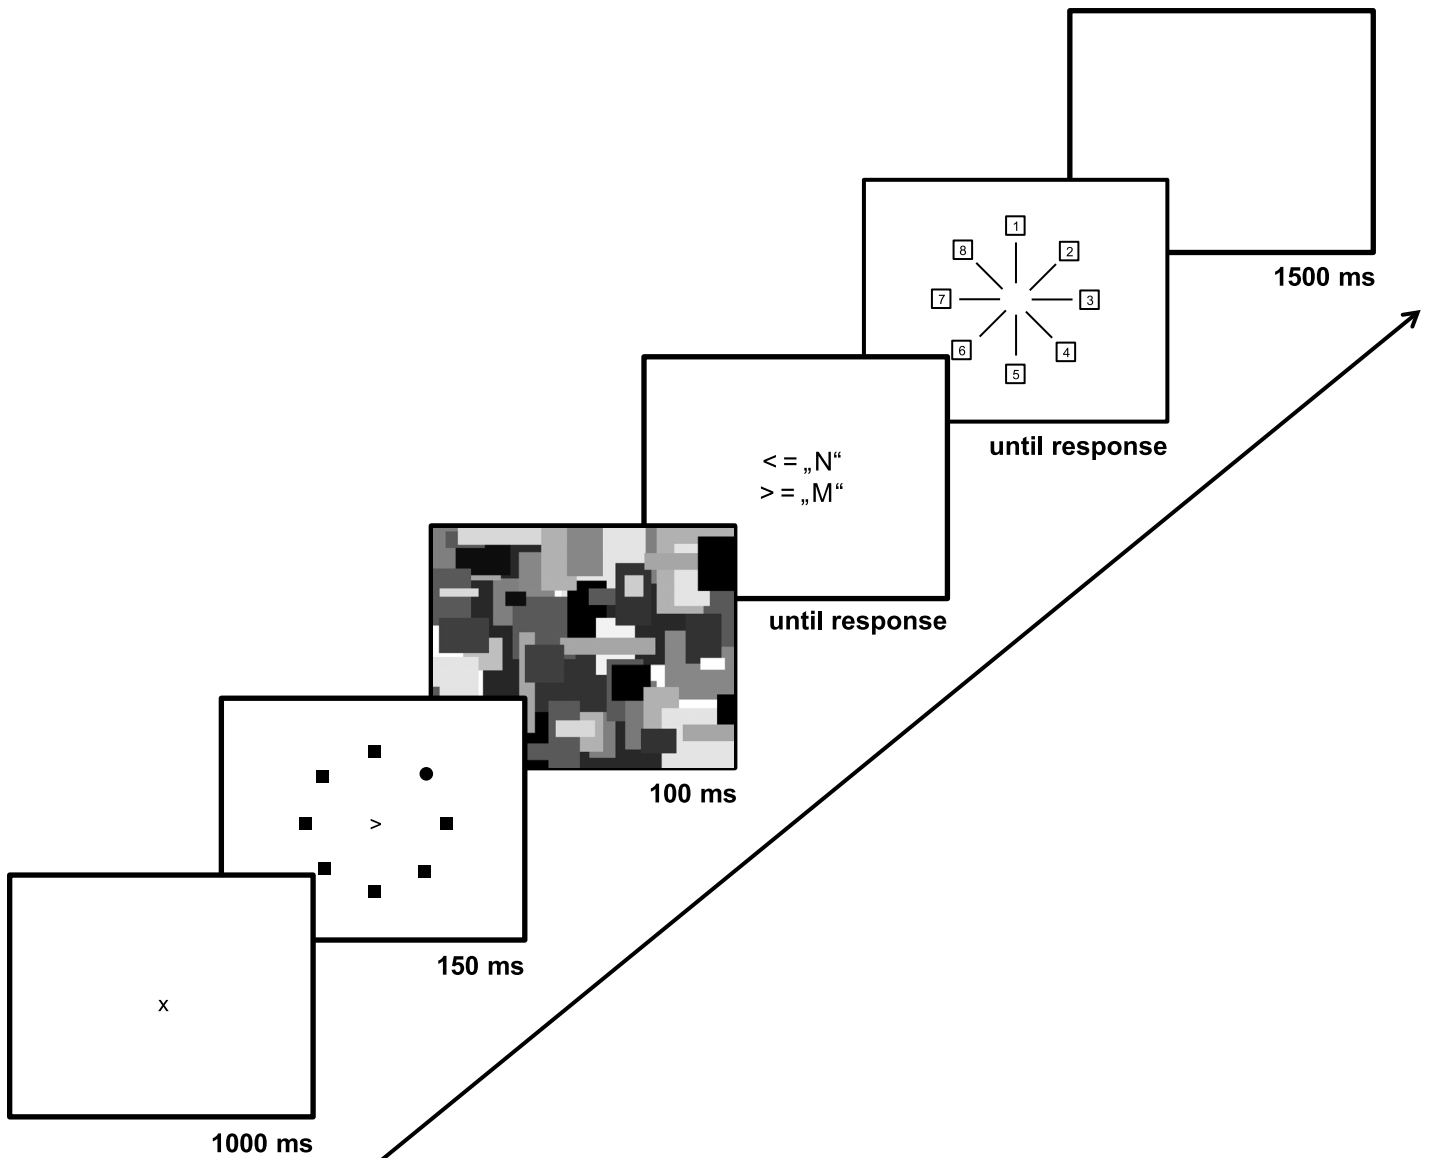 x
1000 ms
>
150 ms
100 ms
< = „N“
> = „M“
until response
1
8
2
7
3
6
4
5
until response
1500 ms